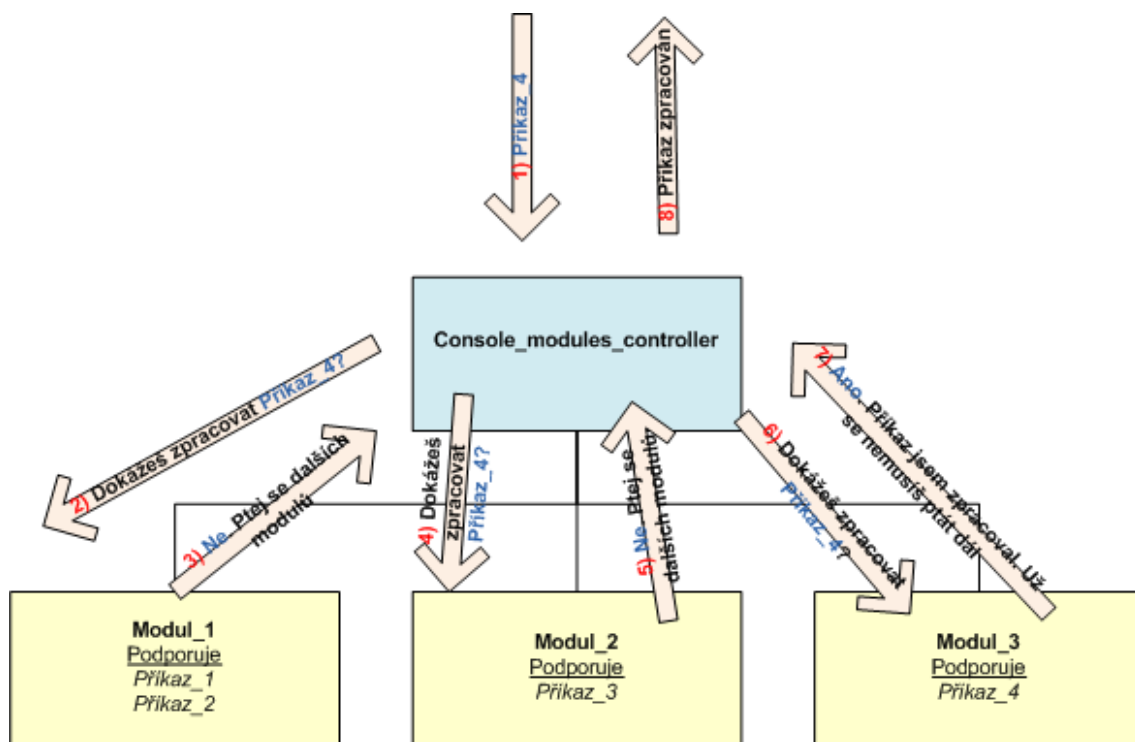 1) Příkaz_4
8) Příkaz zpracován
Console_modules_controller
2) Dokážeš zpracovat Příkaz_4?
3) Ne. Ptej se dalších
modulů
4) Dokážeš
zpracovat
Příkaz_4?
5) Ne. Ptej se
dalších modulů
6) Dokážeš zpracovat
Příkaz_4?
7) Ano. Příkaz jsem zpracoval. Už
se nemusíš ptát dál
Modul_1
Podporuje
Příkaz_1
Příkaz_2
Modul_2
Podporuje
Příkaz_3
Modul_3
Podporuje
Příkaz_4